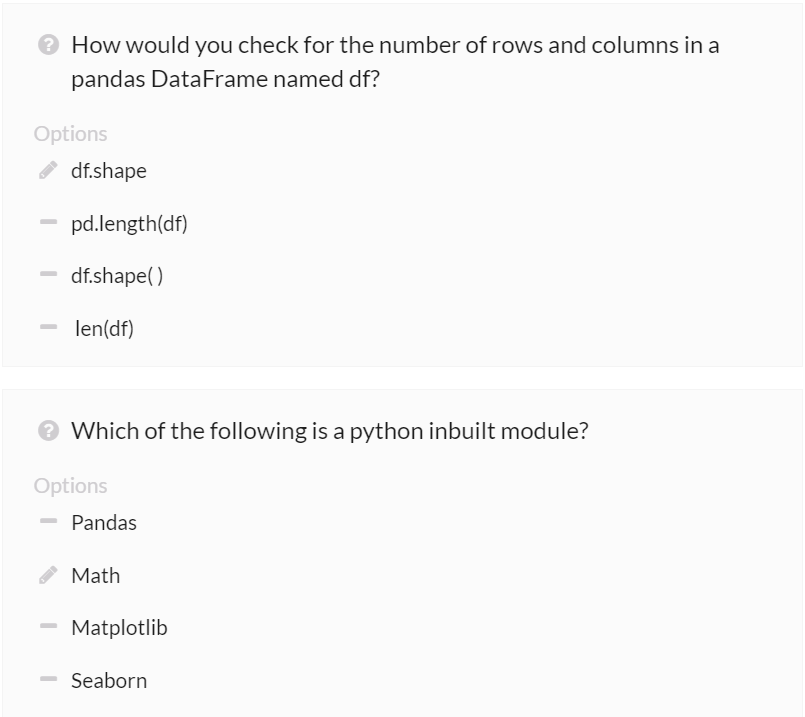 How would you check for the number of rows and columns in a
pandas DataFrame named df?
Options
df.shape
pd.length(df)
df.shape( )
len(df)
Which of the following is a python inbuilt module?
Options
Pandas
Math
Matplotlib
Seaborn